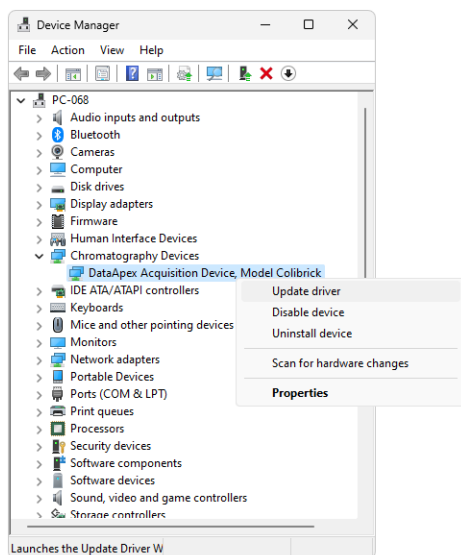 Device Manager
File Action View Help
PC-068
Audio inputs and outputs
Bluetooth
Cameras
Computer
Disk drives
Display adapters
Firmware
Human Interface Devices
Chromatography Devices
DataApex Acquisition Device, Model Colibrick
IDE ATA/ATAPI controllers
Keyboards
Mice and other pointing devices
Monitors
Network adapters
Portable Devices
Ports (COM & LPT)
Print queues
Processors
Security devices
Software components
Software devices
Sound, video and game controllers
Storage controllers
Update driver
Disable device
Uninstall device
Scan for hardware changes
Properties
Launches the Update Driver W